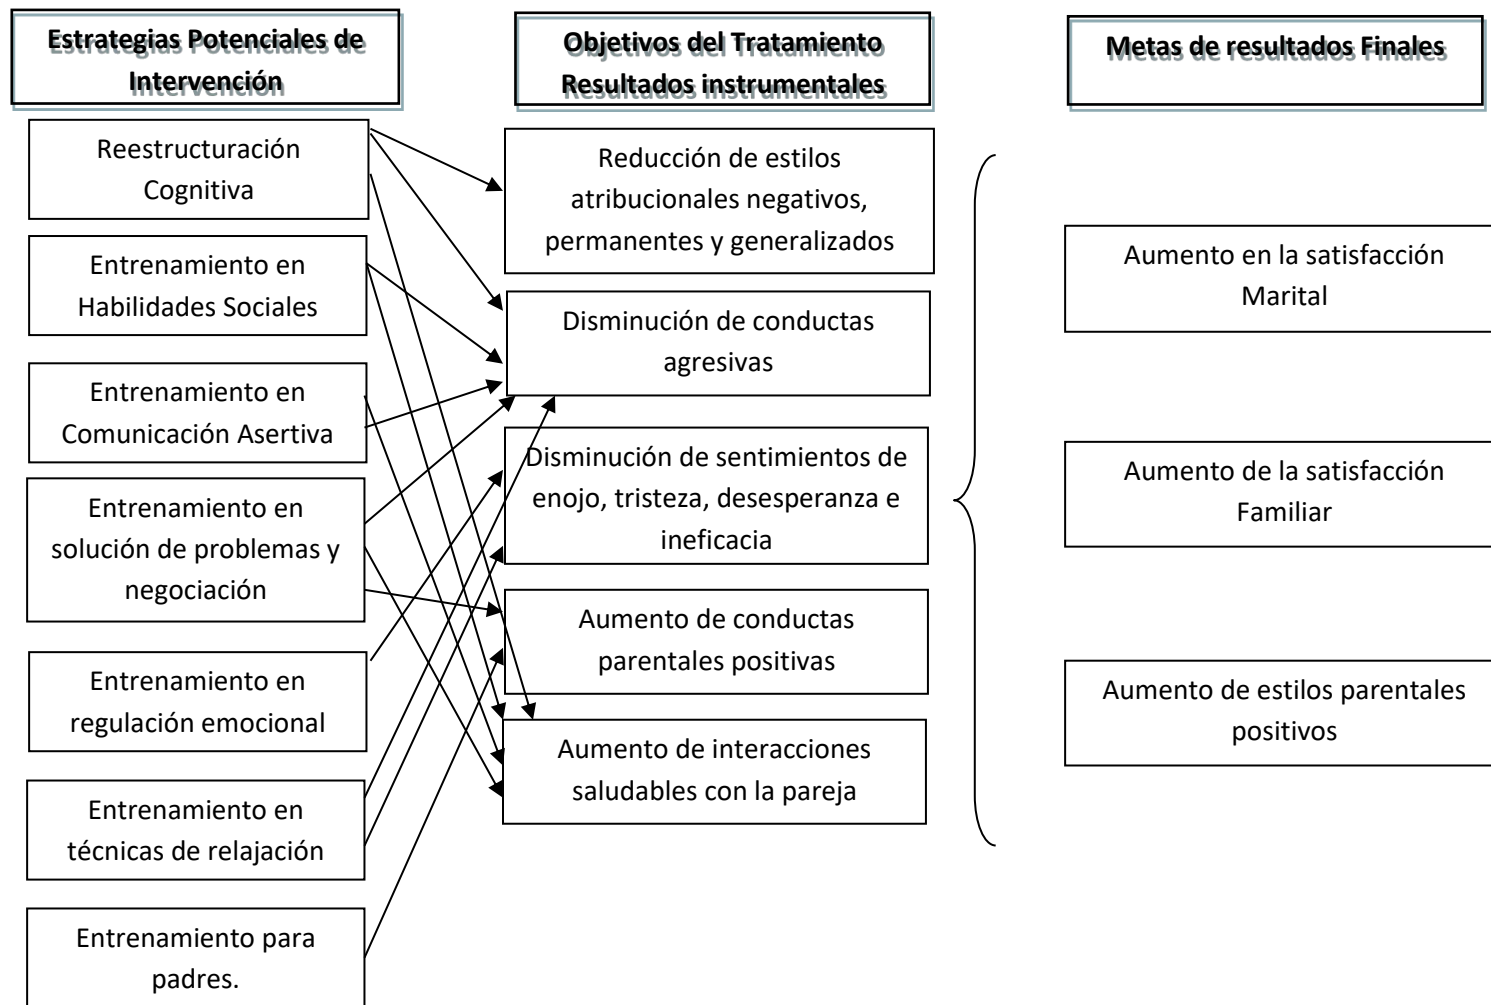 Estrategias Potenciales de
Intervención
Reestructuración
Cognitiva
Entrenamiento en
Habilidades Sociales
Entrenamiento en
Comunicación Asertiva
Entrenamiento en
solución de problemas y
negociación
Entrenamiento en
regulación emocional
Entrenamiento en
técnicas de relajación
Entrenamiento para
padres.
Objetivos del Tratamiento
Resultados instrumentales
Reducción de estilos
atribucionales negativos,
permanentes y generalizados
Disminución de conductas
agresivas
Disminución de sentimientos de
enojo, tristeza, desesperanza e
ineficacia
Aumento de conductas
parentales positivas
Aumento de interacciones
saludables con la pareja
Metas de resultados Finales
Aumento en la satisfacción
Marital
Aumento de la satisfacción
Familiar
Aumento de estilos parentales
positivos